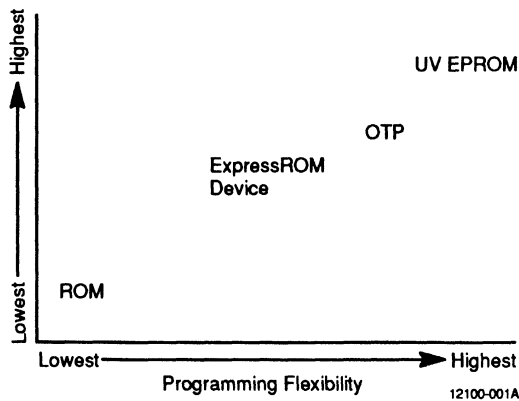 Highest
UV EPROM
OTP
ExpressROM
Device
ROM
Lowest
Lowest
Highest
Programming Flexibility
12100-001A